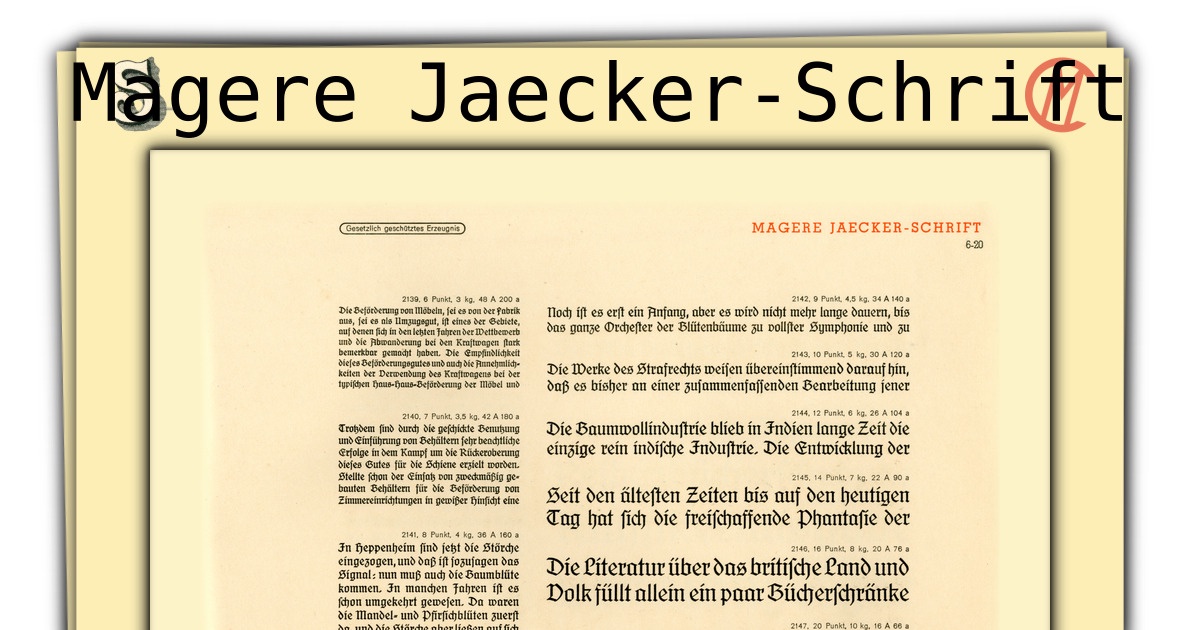 Magere Jaecker-Schrift
Gesetzlich geschütztes Erzeugnis
MAGERE JAECKER-SCHRIFT
6-20
2139, 6 Punkt, 3 kg, 48 A 200 a
Die Beförderung von Möbeln, sei es von der Fabrik
aus, sei es als Umzugsgut, ist eines der Gebiete,
auf denen sich in den letzten Jahren der Wettbewerb
und die Abwanderung bei den Kraftwagen stark
bemerkbar gemacht haben. Die Empfindlichkeit
dieses Beförderungsgutes und auch die Annehmlich-
keiten der Verwendung des Kraftwagens bei der
typischen Haus-Haus-Beförderung der Möbel und
2140, 7 Punkt, 3,5 kg, 42 A 180 a
Trotzdem sind durch die geschickte Benutzung
und Einführung von Behältern sehr beachtliche
Erfolge in dem Kampf um die Rückeroberung
dieses Gutes für die Schiene erzielt worden.
Stellte schon der Einsatz von zweckmäßig ge-
bauten Behältern für die Beförderung von
Zimmereinrichtungen in gewißer Hinsicht eine
2141, 8 Punkt, 4 kg, 36 A 160 a
In Heppenheim sind jetzt die Störche
eingezogen, und daß ist sozusagen das
Signal: nun muß auch die Baumblüte
kommen. In manchen Jahren ist es
schon umgekehrt gewesen. Da waren
die Mandel- und Pfirsichblüten zuerst
da, und die Störche aber ließen auf sich
2142, 9 Punkt, 4,5 kg, 34 A 140 a
Noch ist es erst ein Anfang, aber es wird nicht mehr lange dauern, bis
das ganze Orchester der Blütenbäume zu vollster Symphonie und zu
2143, 10 Punkt, 5 kg, 30 A 120 a
Die Werke des Strafrechts weisen übereinstimmend darauf hin,
daß es bisher an einer zusammenfassenden Bearbeitung jener
2144, 12 Punkt, 6 kg, 26 A 104 a
Die Baumwollindustrie blieb in Indien lange Zeit die
einzige rein indische Industrie. Die Entwicklung der
2145, 14 Punkt, 7 kg, 22 A 90 a
Seit den ältesten Zeiten bis auf den heutigen
Tag hat sich die freischaffende Phantasie der
2146, 16 Punkt, 8 kg, 20 A 76 a
Die Literatur über das britische Land und
Volk füllt allein ein paar Bücherschränke
2147, 20 Punkt, 10 kg, 16 A 66 a